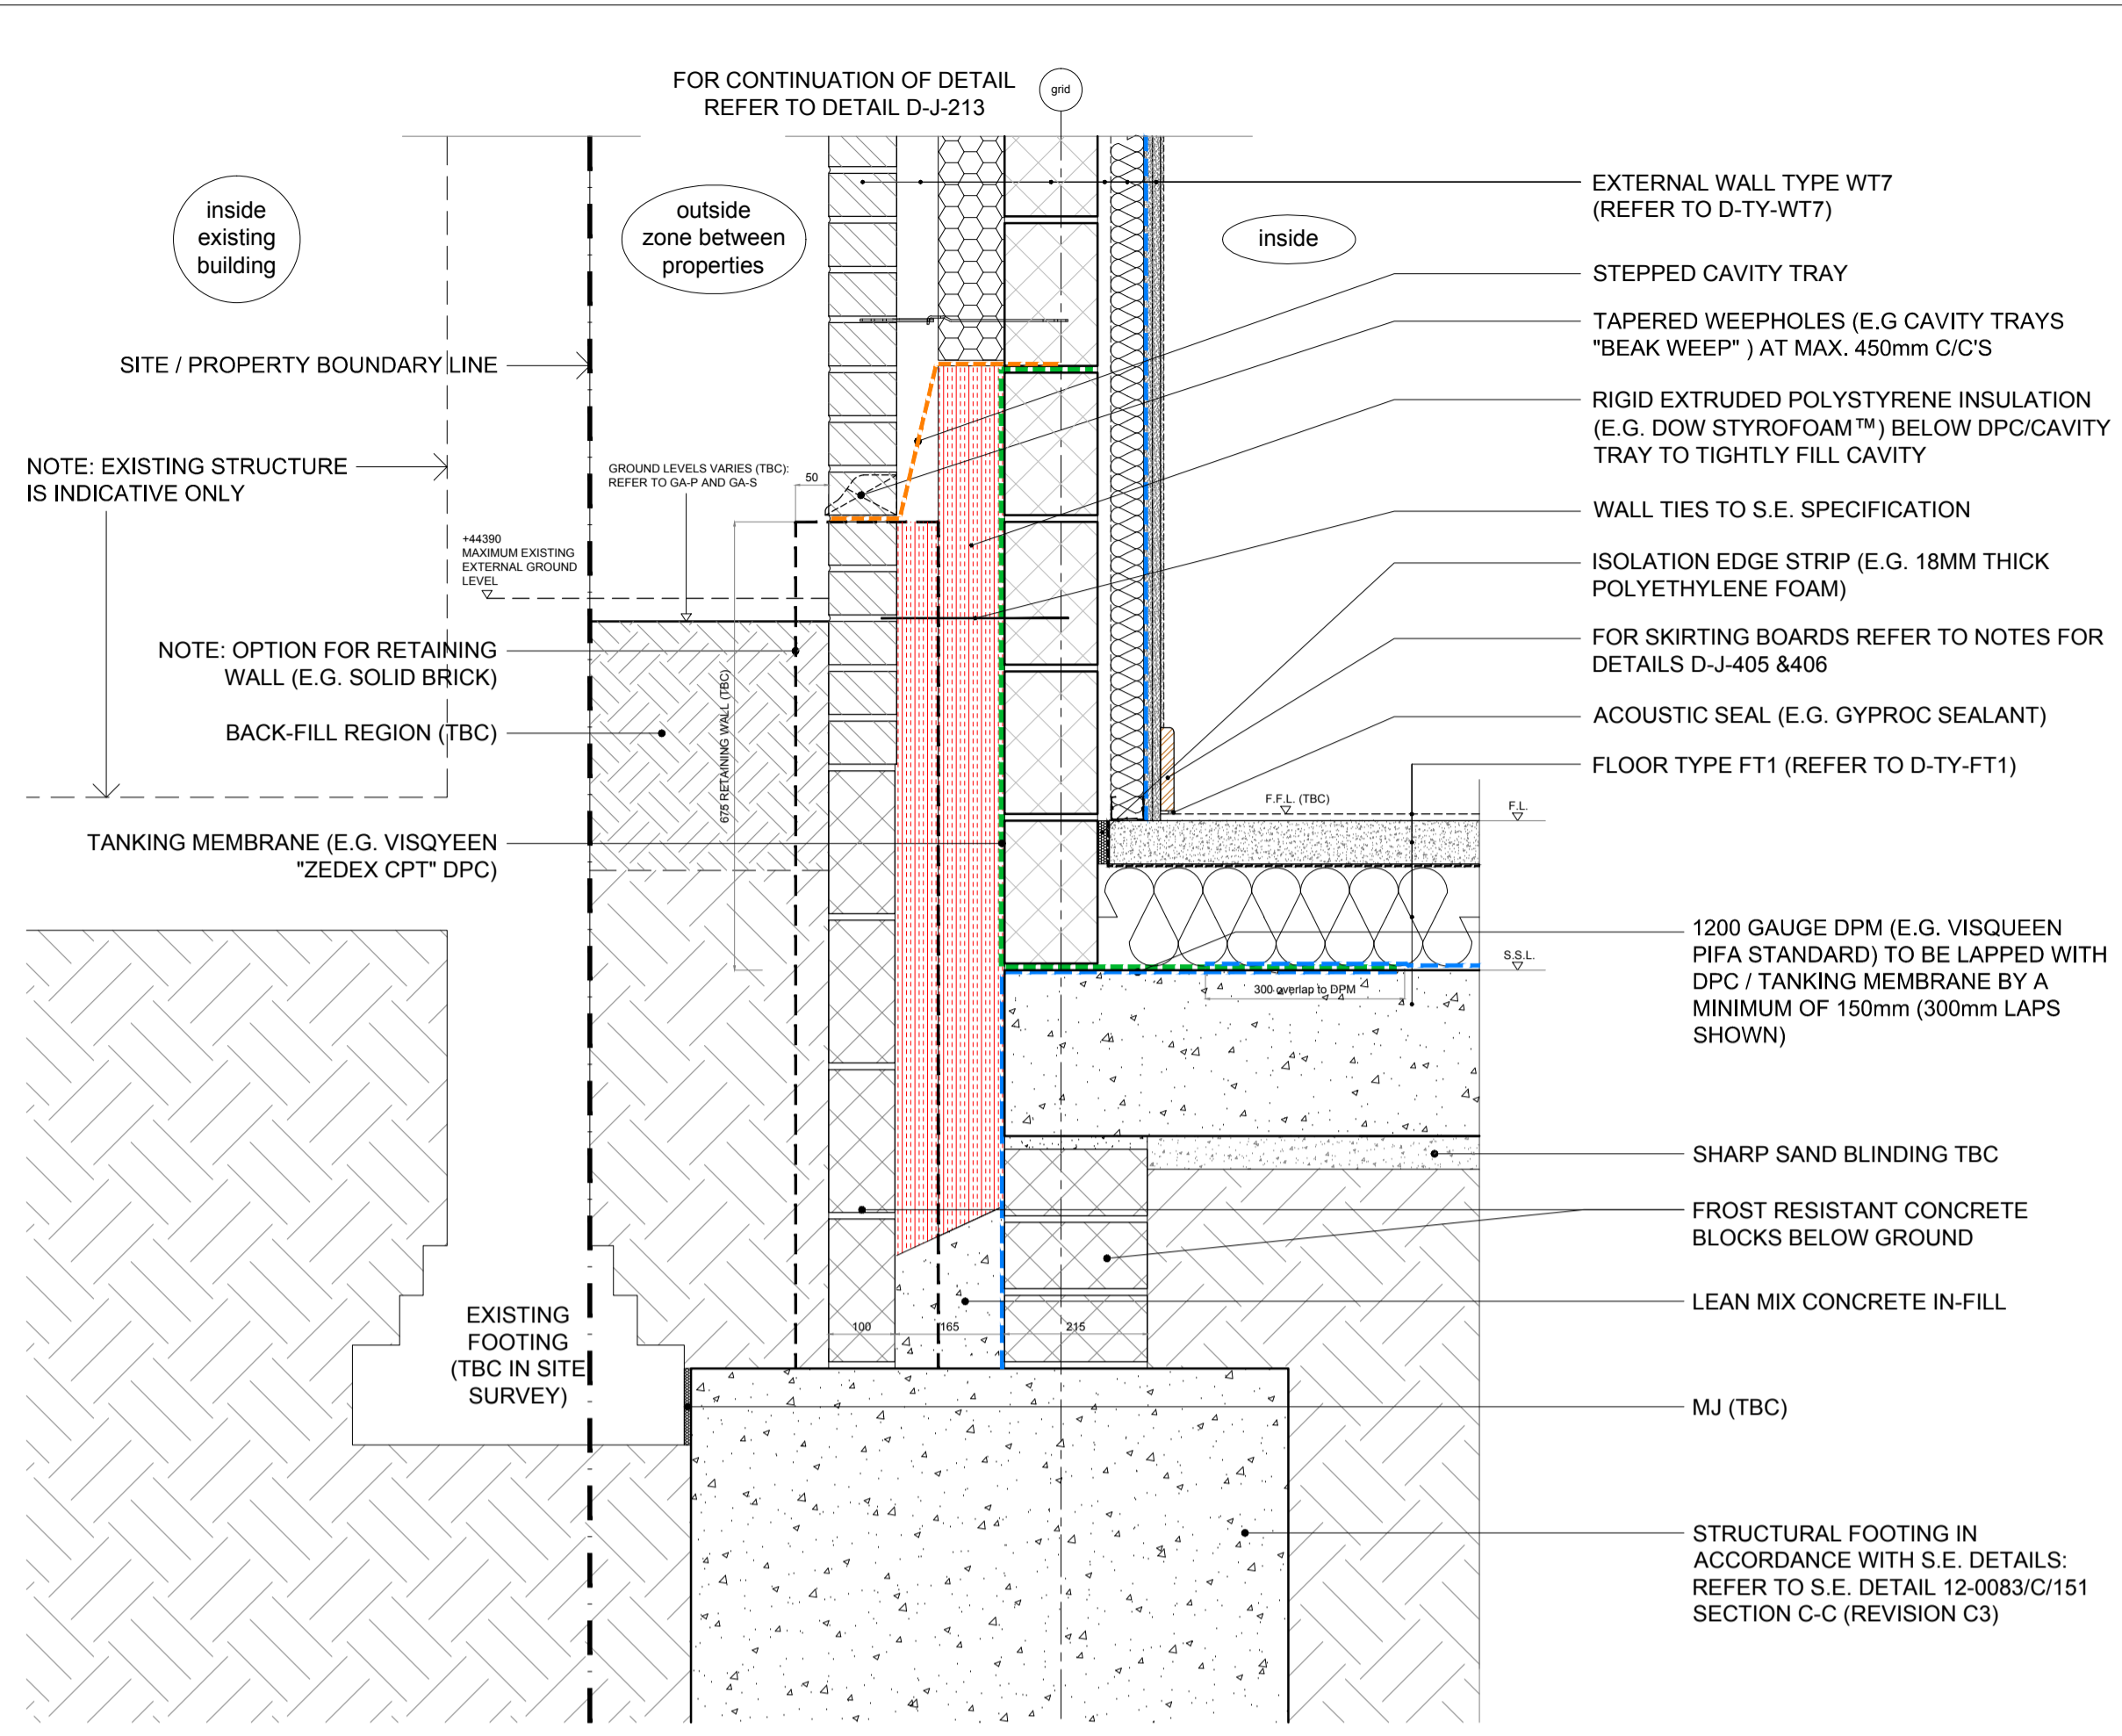 FOR CONTINUATION OF DETAIL
REFER TO DETAIL D-J-213
grid
inside
existing
building
outside
zone between
properties
inside
SITE / PROPERTY BOUNDARY LINE
NOTE: EXISTING STRUCTURE
IS INDICATIVE ONLY
GROUND LEVELS VARIES (TBC):
REFER TO GA-P AND GA-S
50
+44390
MAXIMUM EXISTING
EXTERNAL GROUND
LEVEL
NOTE: OPTION FOR RETAINING
WALL (E.G. SOLID BRICK)
BACK-FILL REGION (TBC)
675 RETAINING WALL (TBC)
TANKING MEMBRANE (E.G. VISQYEEN
"ZEDEX CPT" DPC)
EXISTING
FOOTING
(TBC IN SITE
SURVEY)
100
165
215
F.F.L. (TBC)
F.L.
S.S.L.
300 overlap to DPM
EXTERNAL WALL TYPE WT7
(REFER TO D-TY-WT7)
STEPPED CAVITY TRAY
TAPERED WEEPHOLES (E.G CAVITY TRAYS
"BEAK WEEP" ) AT MAX. 450mm C/C'S
RIGID EXTRUDED POLYSTYRENE INSULATION
(E.G. DOW STYROFOAM™) BELOW DPC/CAVITY
TRAY TO TIGHTLY FILL CAVITY
WALL TIES TO S.E. SPECIFICATION
ISOLATION EDGE STRIP (E.G. 18MM THICK
POLYETHYLENE FOAM)
FOR SKIRTING BOARDS REFER TO NOTES FOR
DETAILS D-J-405 &406
ACOUSTIC SEAL (E.G. GYPROC SEALANT)
FLOOR TYPE FT1 (REFER TO D-TY-FT1)
1200 GAUGE DPM (E.G. VISQUEEN
PIFA STANDARD) TO BE LAPPED WITH
DPC / TANKING MEMBRANE BY A
MINIMUM OF 150mm (300mm LAPS
SHOWN)
SHARP SAND BLINDING TBC
FROST RESISTANT CONCRETE
BLOCKS BELOW GROUND
LEAN MIX CONCRETE IN-FILL
MJ (TBC)
STRUCTURAL FOOTING IN
ACCORDANCE WITH S.E. DETAILS:
REFER TO S.E. DETAIL 12-0083/C/151
SECTION C-C (REVISION C3)